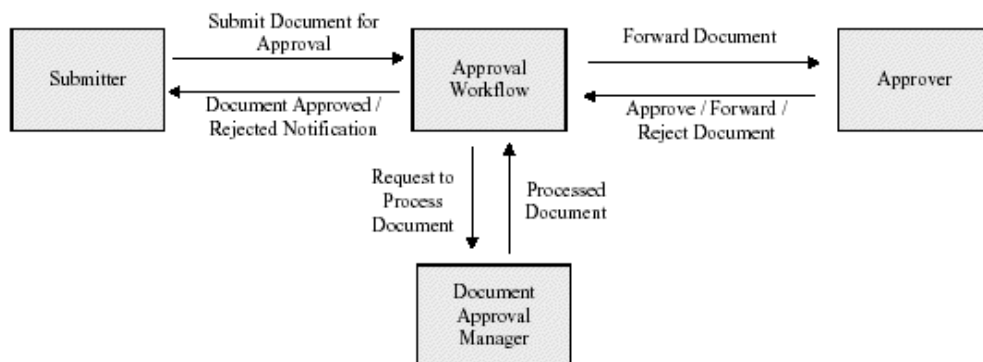 Submit Document for
Approval
Forward Document
Submitter
Approval
Workflow
Approver
Document Approved /
Rejected Notification
Approve / Forward /
Reject Document
Request to
Process
Document
Processed
Document
Document
Approval
Manager